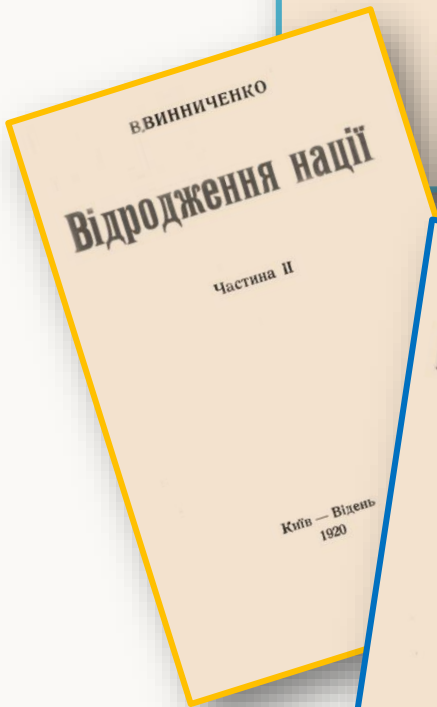 В. ВИННИЧЕНКО
Відродження нації
Частина II
Київ — Відень
1920